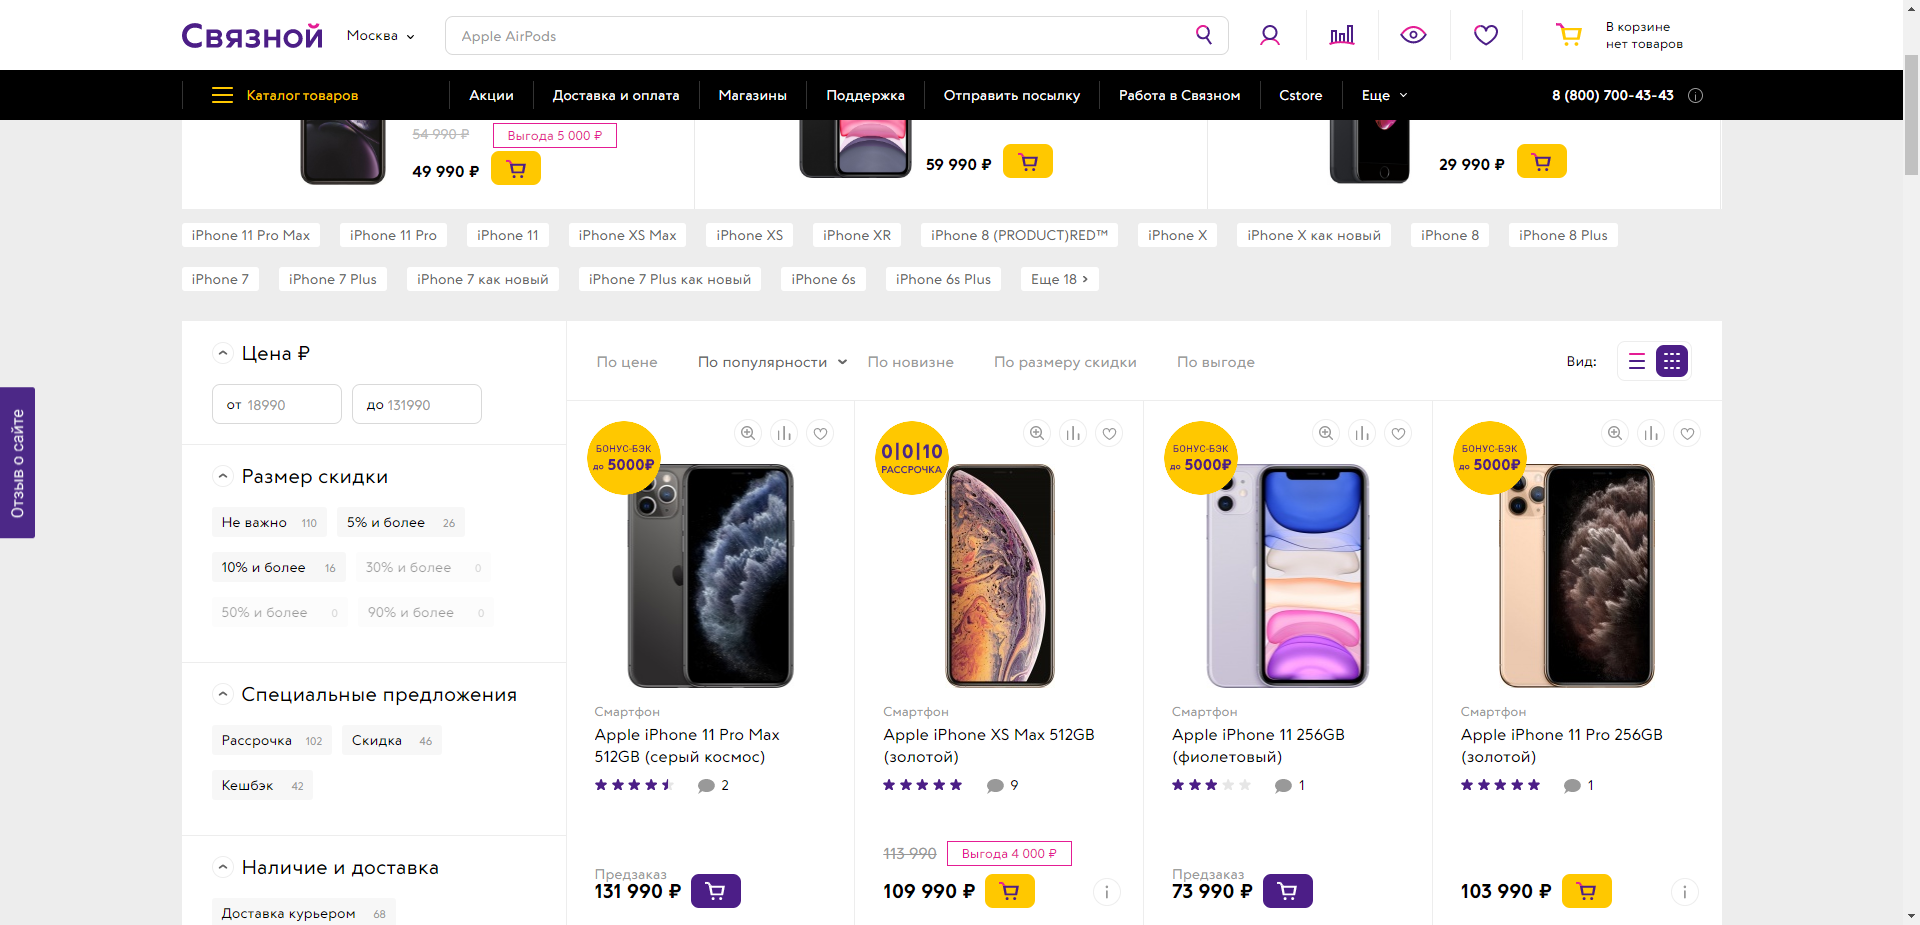 Связной
Москва
Apple AirPods
В корзине
нет товаров
Каталог товаров
Акции
Доставка и оплата
Магазины
Поддержка
Отправить посылку
Работа в Связном
Cstore
Еще
8 (800) 700-43-43
54 990 ₽
Выгода 5 000 ₽
49 990 ₽
59 990 ₽
29 990 ₽
iPhone 11 Pro Max
iPhone 11 Pro
iPhone 11
iPhone XS Max
iPhone XS
iPhone XR
iPhone 8 (PRODUCT)RED™
iPhone X
iPhone X как новый
iPhone 8
iPhone 8 Plus
iPhone 7
iPhone 7 Plus
iPhone 7 как новый
iPhone 7 Plus как новый
iPhone 6s
iPhone 6s Plus
Еще 18
Отзыв о сайте
Цена ₽
от 18990
до 131990
Размер скидки
Не важно 110
5% и более 26
10% и более 16
30% и более 0
50% и более 0
90% и более 0
Специальные предложения
Рассрочка 102
Скидка 46
Кешбэк 42
Наличие и доставка
Доставка курьером 68
По цене
По популярности
По новизне
По размеру скидки
По выгоде
Вид:
БОНУС-БЭК
до 5000₽
Смартфон
Apple iPhone 11 Pro Max
512GB (серый космос)
2
Предзаказ
131 990 ₽
0|0|10
РАССРОЧКА
Смартфон
Apple iPhone XS Max 512GB
(золотой)
9
113 990
Выгода 4 000 ₽
109 990 ₽
БОНУС-БЭК
до 5000₽
Смартфон
Apple iPhone 11 256GB
(фиолетовый)
1
Предзаказ
73 990 ₽
БОНУС-БЭК
до 5000₽
Смартфон
Apple iPhone 11 Pro 256GB
(золотой)
1
103 990 ₽